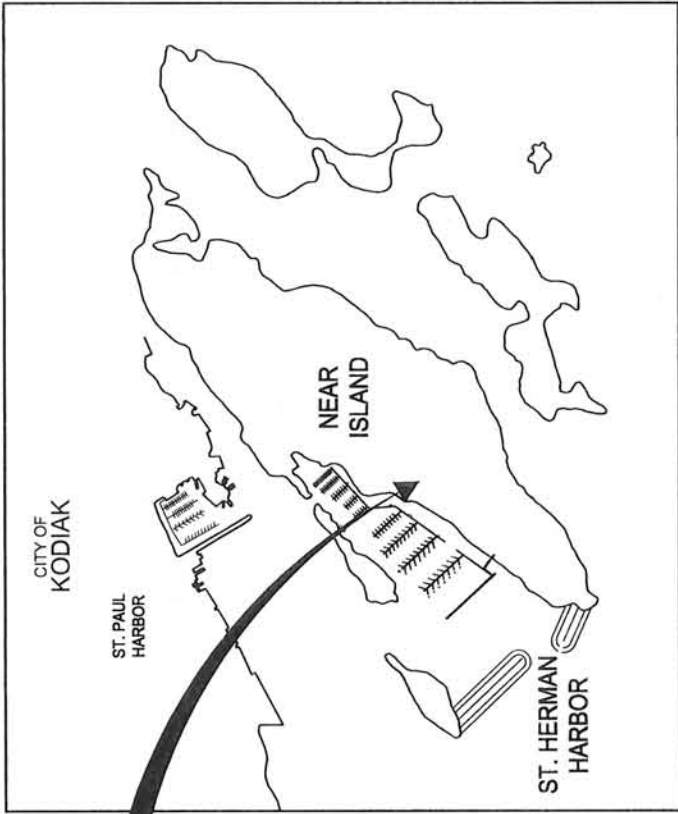 CITY OF
KODIAK
ST. PAUL
HARBOR
NEAR
ISLAND
ST. HERMAN
HARBOR